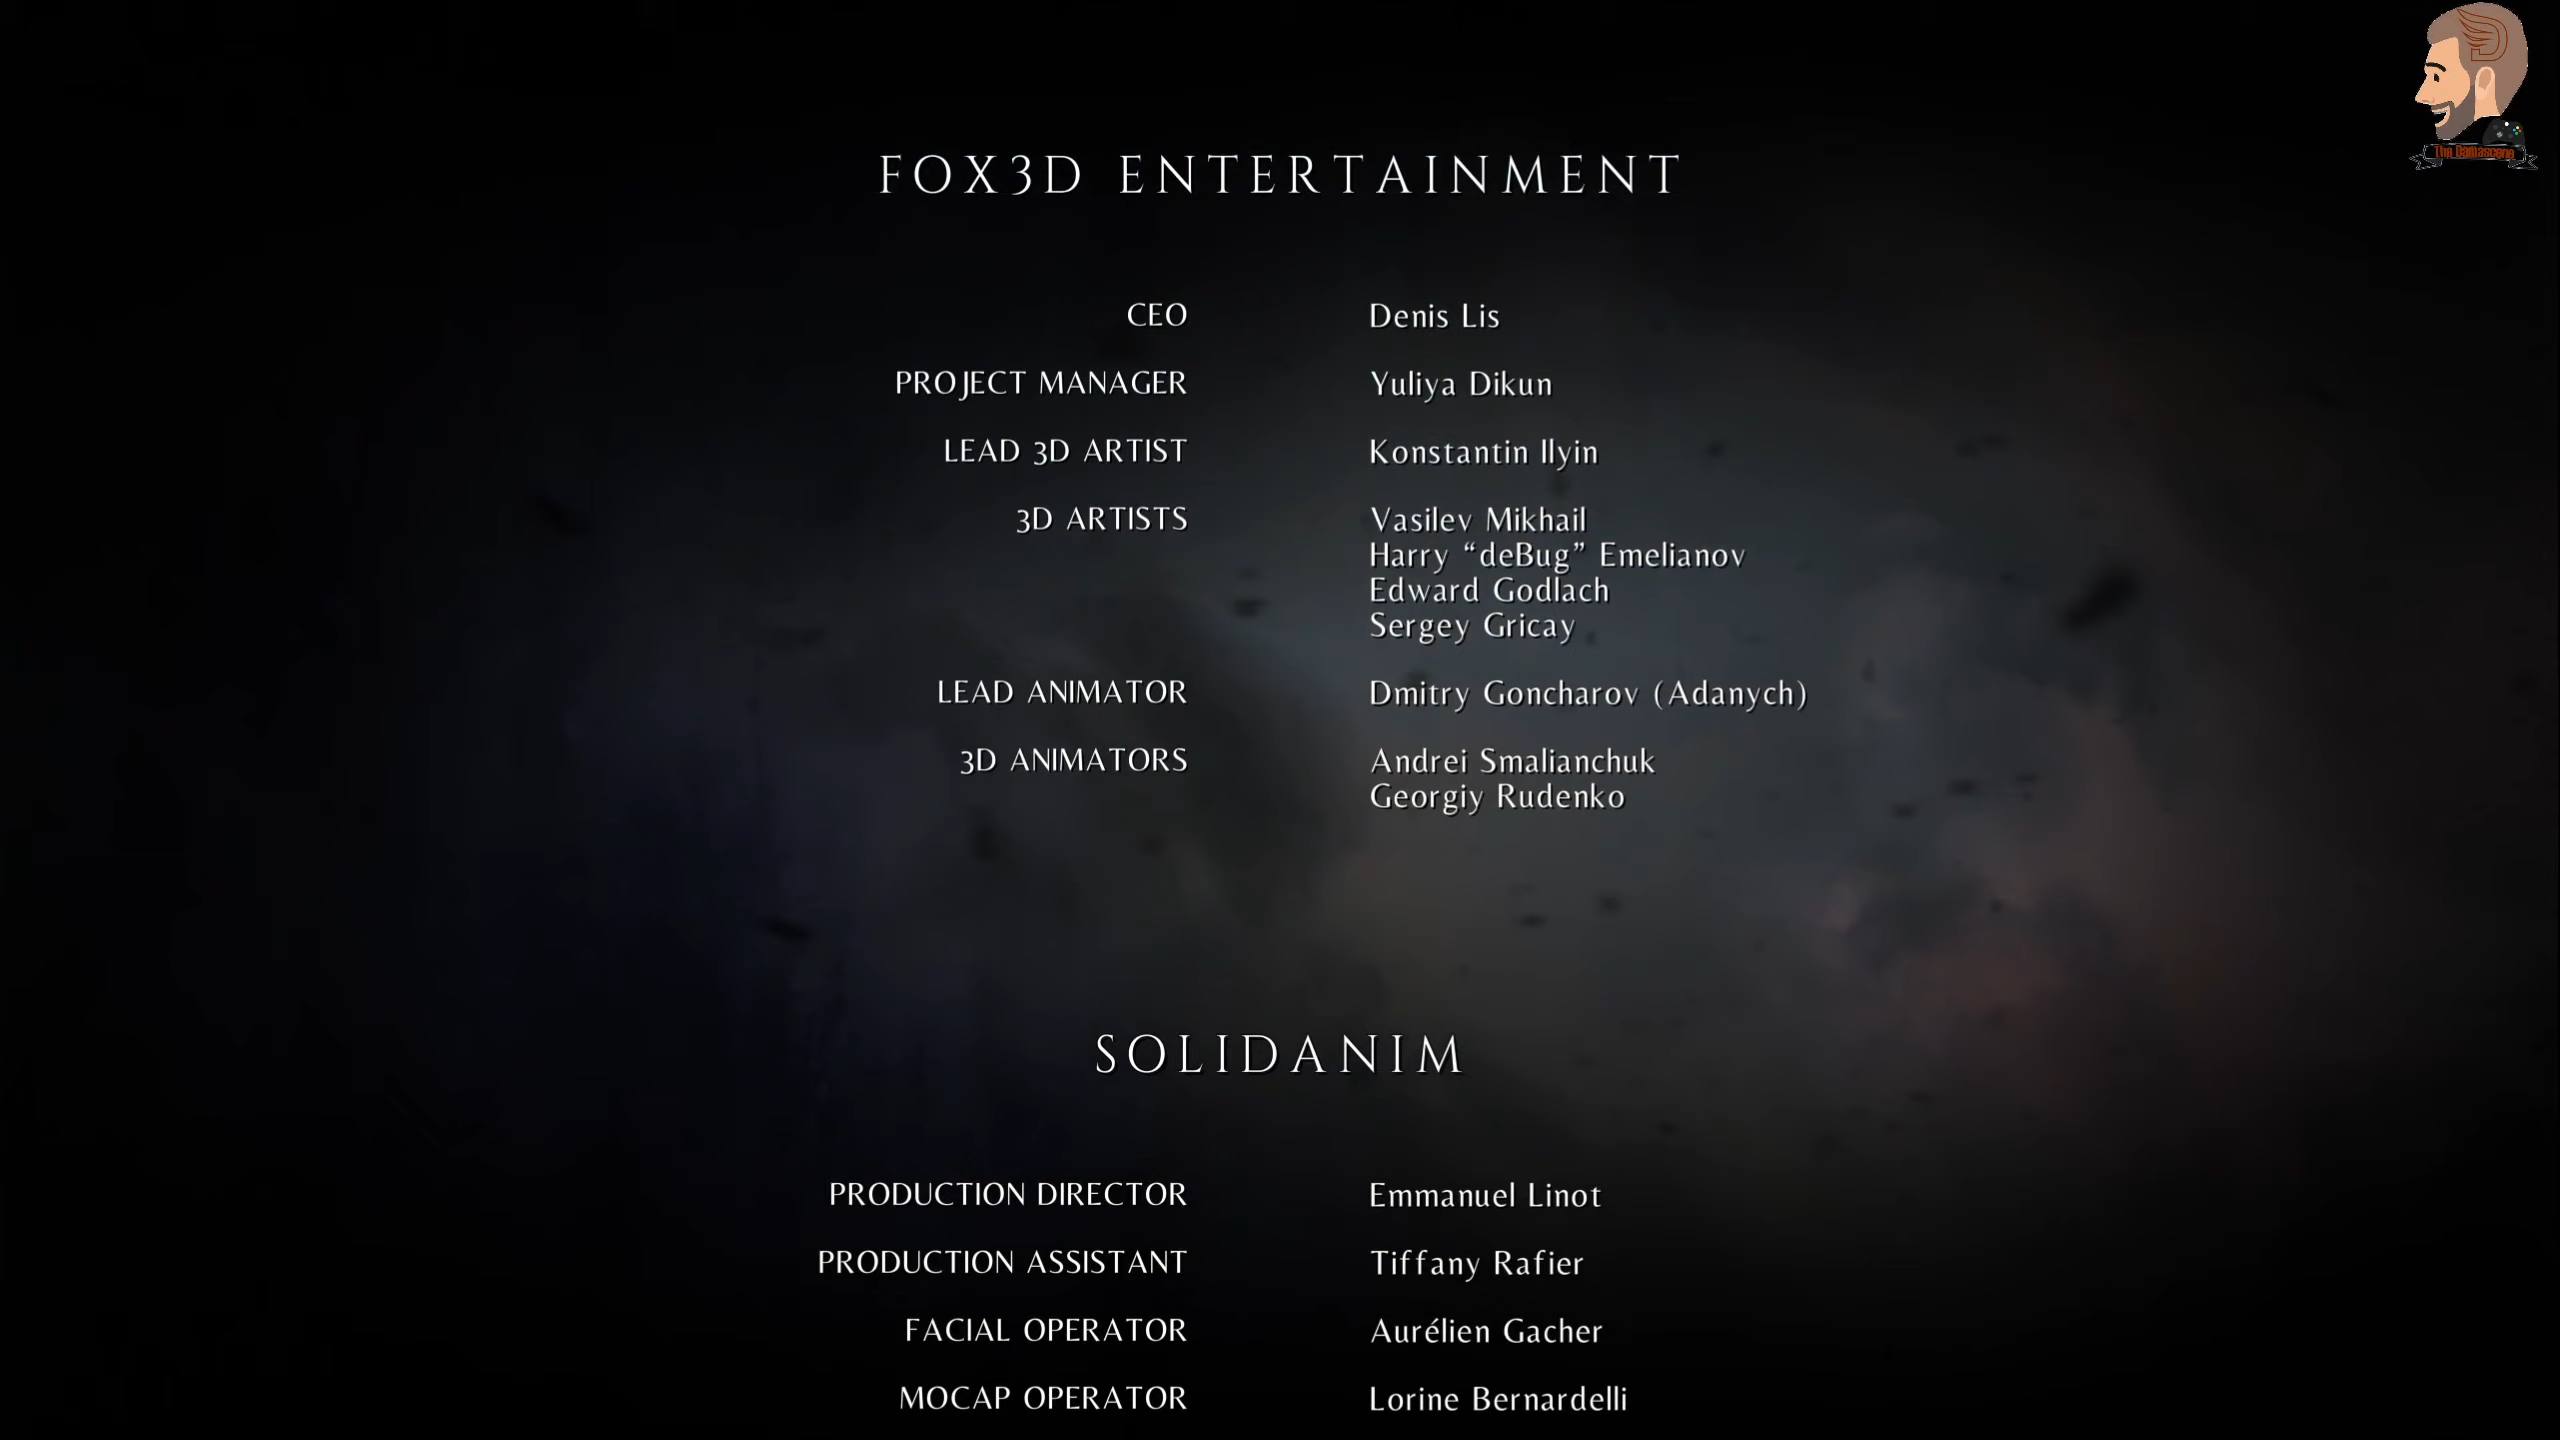 The Damascene
FOX3D ENTERTAINMENT
CEO Denis Lis
PROJECT MANAGER Yuliya Dikun
LEAD 3D ARTIST Konstantin Ilyin
3D ARTISTS Vasilev Mikhail
Harry “deBug” Emelianov
Edward Godlach
Sergey Gricay
LEAD ANIMATOR Dmitry Goncharov (Adanych)
3D ANIMATORS Andrei Smalianchuk
Georgiy Rudenko
SOLIDANIM
PRODUCTION DIRECTOR Emmanuel Linot
PRODUCTION ASSISTANT Tiffany Rafier
FACIAL OPERATOR Aurélien Gacher
MOCAP OPERATOR Lorine Bernardelli